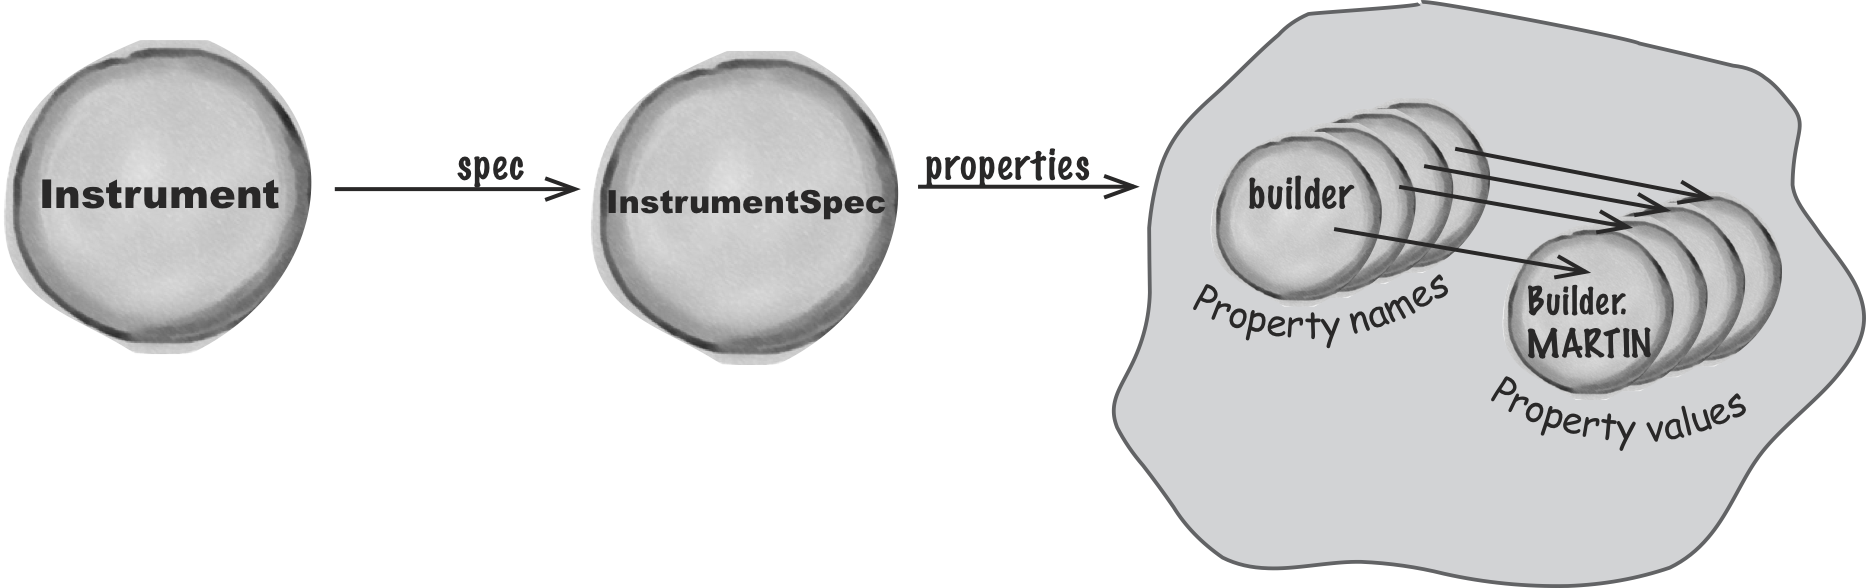 Instrument
spec
InstrumentSpec
properties
builder
Property names
Builder.
MARTIN
Property values